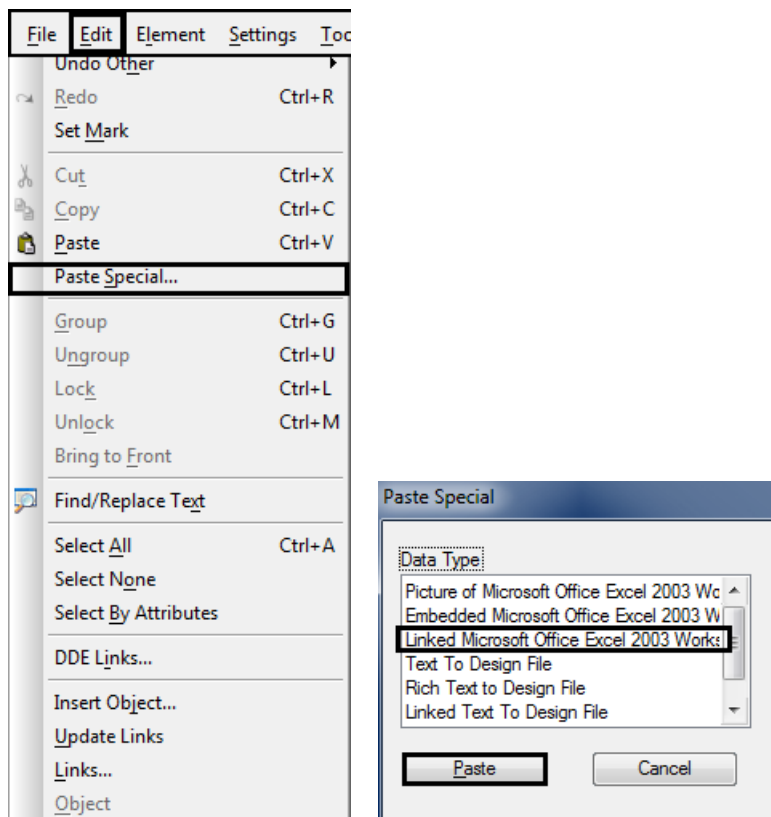 File Edit Element Settings Too
Undo Other
Redo Ctrl+R
Set Mark
Cut Ctrl+X
Copy Ctrl+C
Paste Ctrl+V
Paste Special...
Group Ctrl+G
Ungroup Ctrl+U
Lock Ctrl+L
Unlock Ctrl+M
Bring to Front
Find/Replace Text
Select All Ctrl+A
Select None
Select By Attributes
DDE Links...
Insert Object...
Update Links
Links...
Object
Paste Special
Data Type
Picture of Microsoft Office Excel 2003 Wo
Embedded Microsoft Office Excel 2003 W
Linked Microsoft Office Excel 2003 Works
Text To Design File
Rich Text to Design File
Linked Text To Design File
Paste Cancel